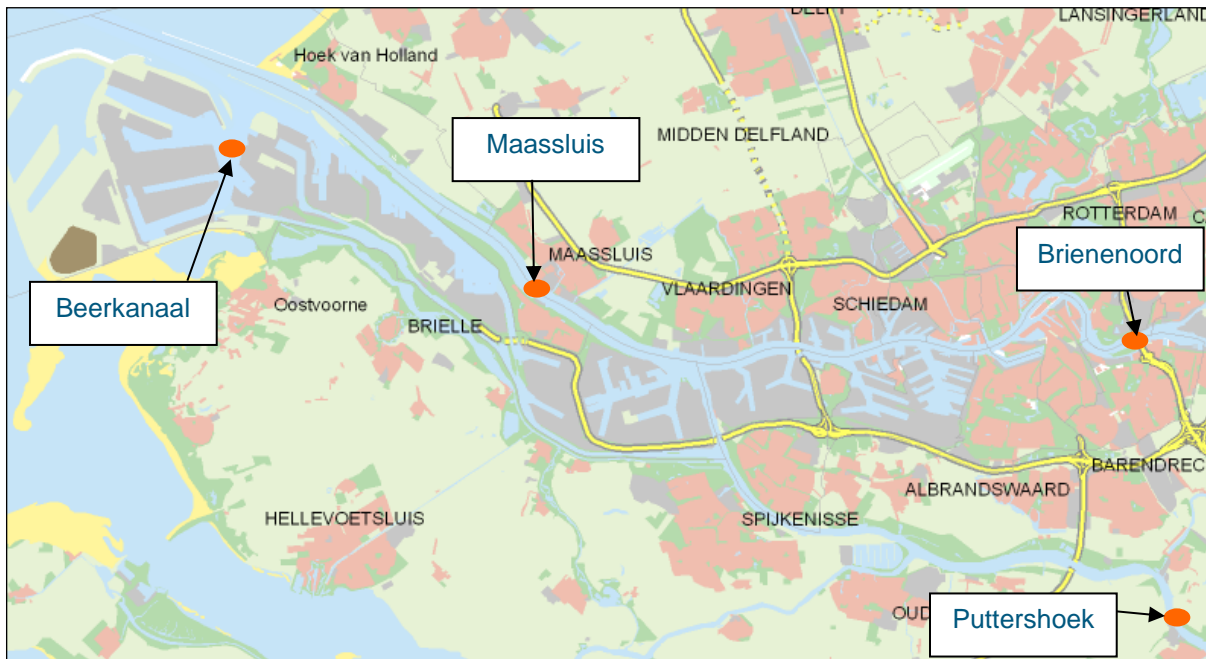 DELFT
LANSINGERLAND
Hoek van Holland
Maassluis
MIDDEN DELFLAND
ROTTERDAM
Brienenoord
MAASSLUIS
VLAARDINGEN
SCHIEDAM
Beerkanaal
Oostvoorne
BRIELLE
BARENDREC
ALBRANDSWAARD
HELLEVOETSLUIS
SPIJKENISSE
OUD
Puttershoek